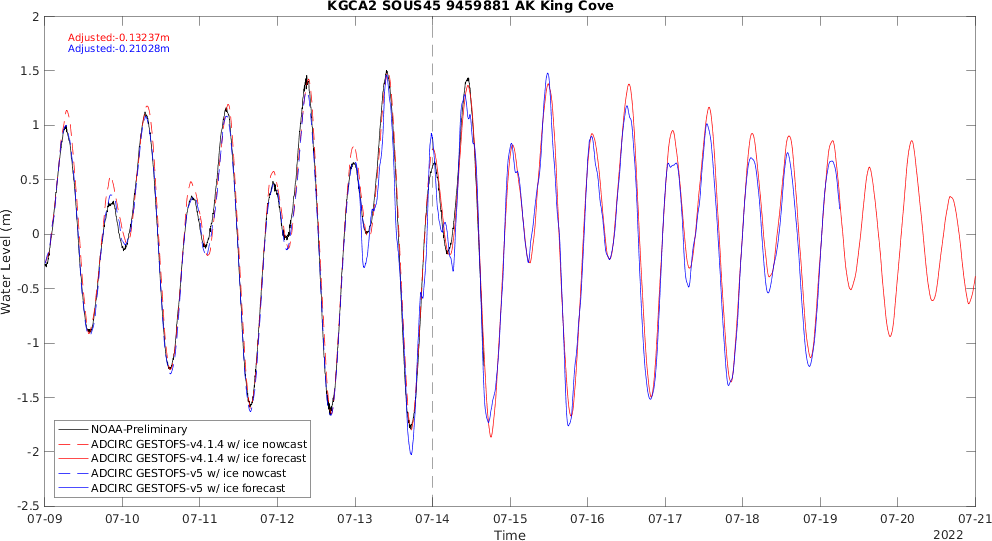 KGCA2 SOUS45 9459881 AK King Cove
Adjusted:-0.13237m
Adjusted:-0.21028m
2
1.5
1
0.5
0
-0.5
-1
-1.5
-2
-2.5
Water Level (m)
NOAA-Preliminary
ADCIRC GESTOFS-v4.1.4 w/ ice nowcast
ADCIRC GESTOFS-v4.1.4 w/ ice forecast
ADCIRC GESTOFS-v5 w/ ice nowcast
ADCIRC GESTOFS-v5 w/ ice forecast
07-09 07-10 07-11 07-12 07-13 07-14 07-15 07-16 07-17 07-18 07-19 07-20 07-21
Time
2022